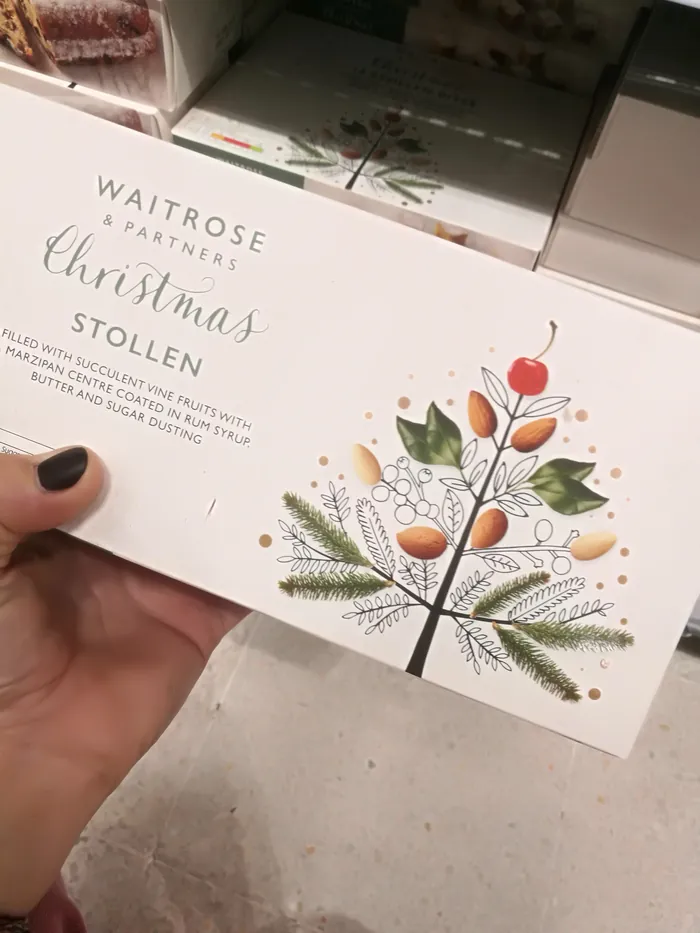 WAITROSE
& PARTNERS
Christmas
STOLLEN
FILLED WITH SUCCULENT VINE FRUITS WITH
MARZIPAN CENTRE COATED IN RUM SYRUP,
BUTTER AND SUGAR DUSTING